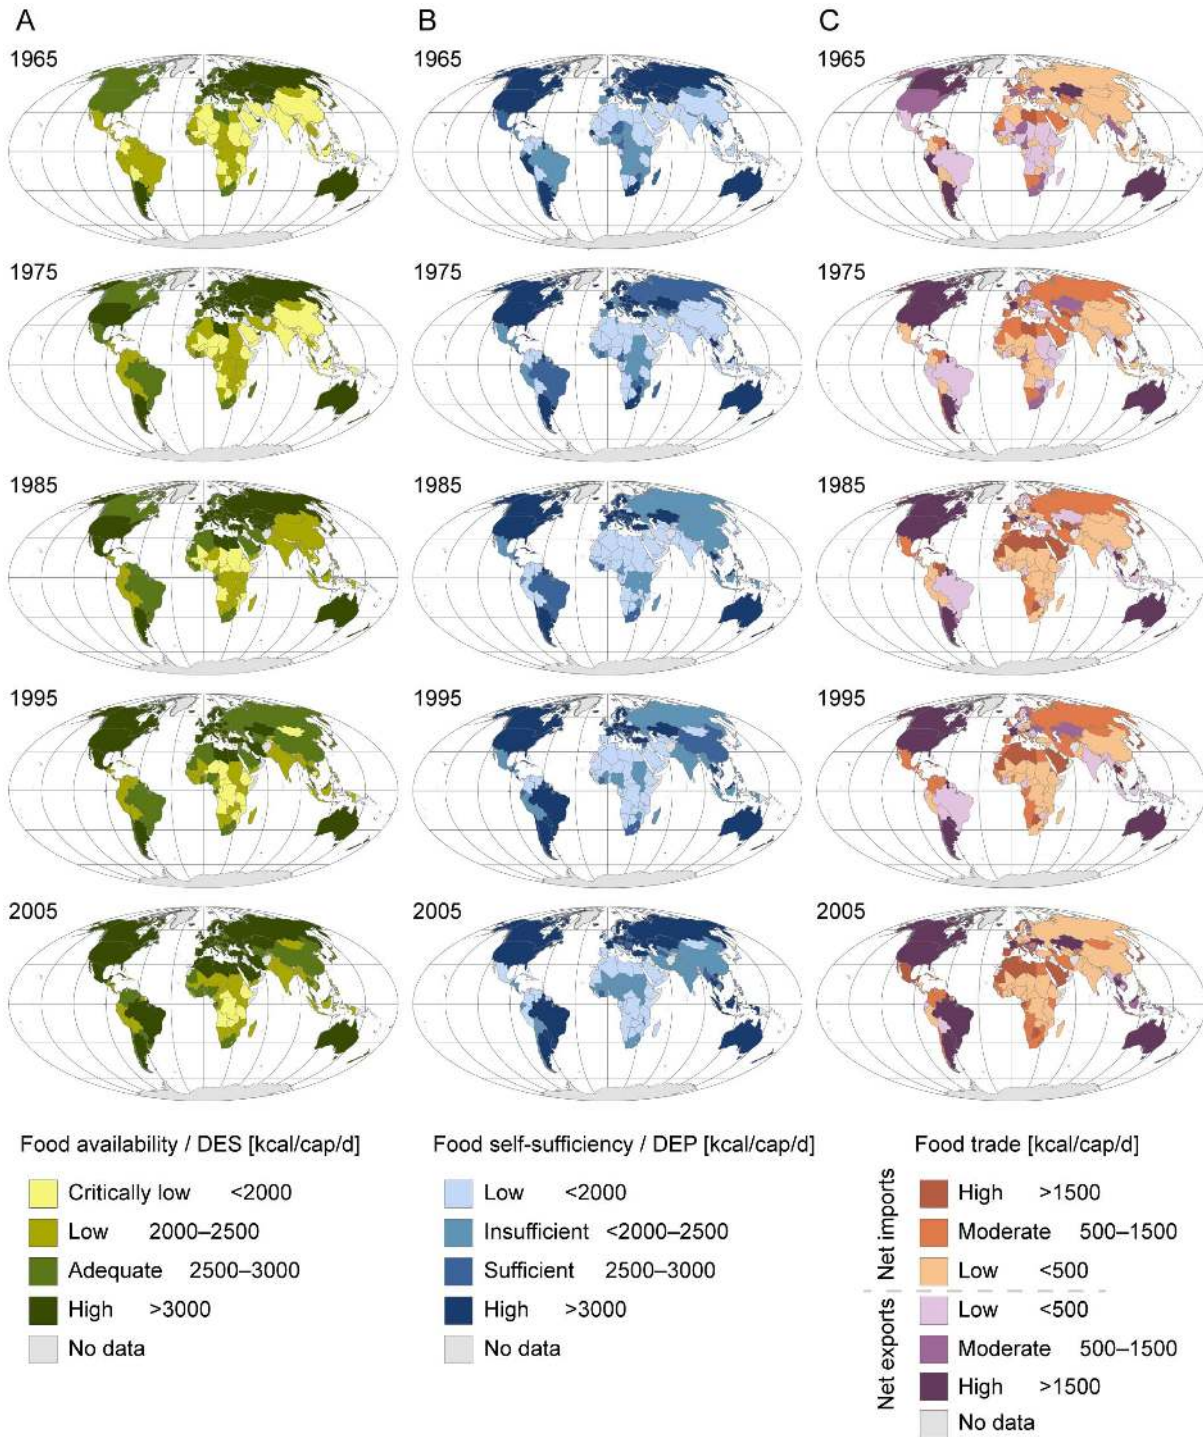 A
B
C
1965
1965
1965
1975
1975
1975
1985
1985
1985
1995
1995
1995
2005
2005
2005
Food availability / DES [kcal/cap/d]
Critically low <2000
Low 2000–2500
Adequate 2500–3000
High >3000
No data
Food self-sufficiency / DEP [kcal/cap/d]
Low <2000
Insufficient <2000–2500
Sufficient 2500–3000
High >3000
No data
Food trade [kcal/cap/d]
Net imports
High >1500
Moderate 500–1500
Low <500
Net exports
Low <500
Moderate 500–1500
High >1500
No data